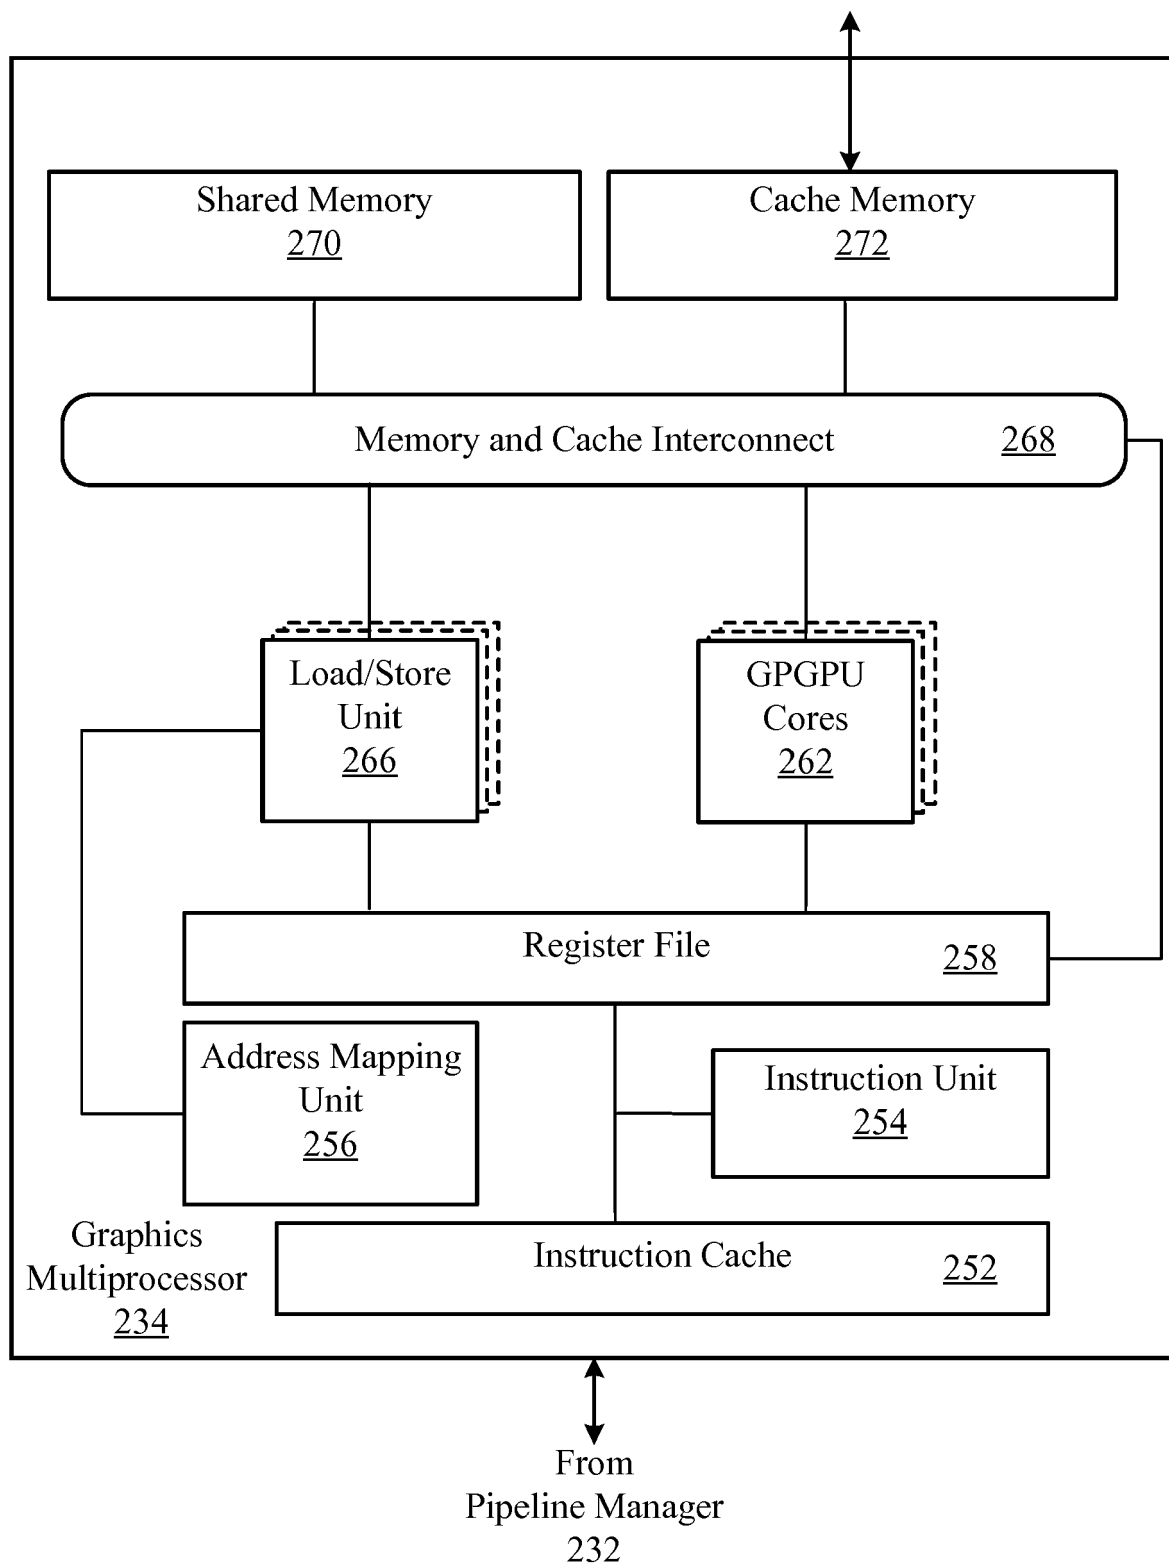 Shared Memory
270
Cache Memory
272
Memory and Cache Interconnect 268
Load/Store
Unit
266
GPGPU
Cores
262
Register File 258
Address Mapping
Unit
256
Instruction Unit
254
Graphics
Multiprocessor
234
Instruction Cache 252
From
Pipeline Manager
232